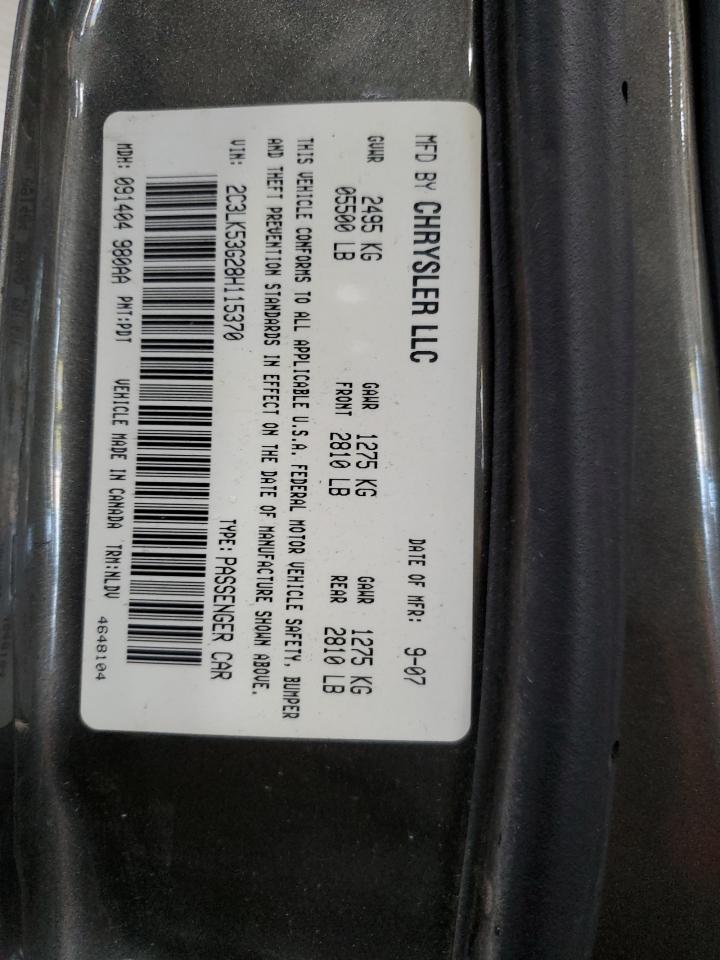 MFD BY CHRYSLER LLC DATE OF MFR: 9-07
GVWR 2495 KG GAWR 1275 KG GAWR 1275 KG
05500 LB FRONT 2810 LB REAR 2810 LB
THIS VEHICLE CONFORMS TO ALL APPLICABLE U.S.A. FEDERAL MOTOR VEHICLE SAFETY, BUMPER
AND THEFT PREVENTION STANDARDS IN EFFECT ON THE DATE OF MANUFACTURE SHOWN ABOVE.
VIN: 2C3LK53G28H115370 TYPE: PASSENGER CAR
MDH: 091404 980AA PNT:PDT VEHICLE MADE IN CANADA TRM:NLDV
4648104